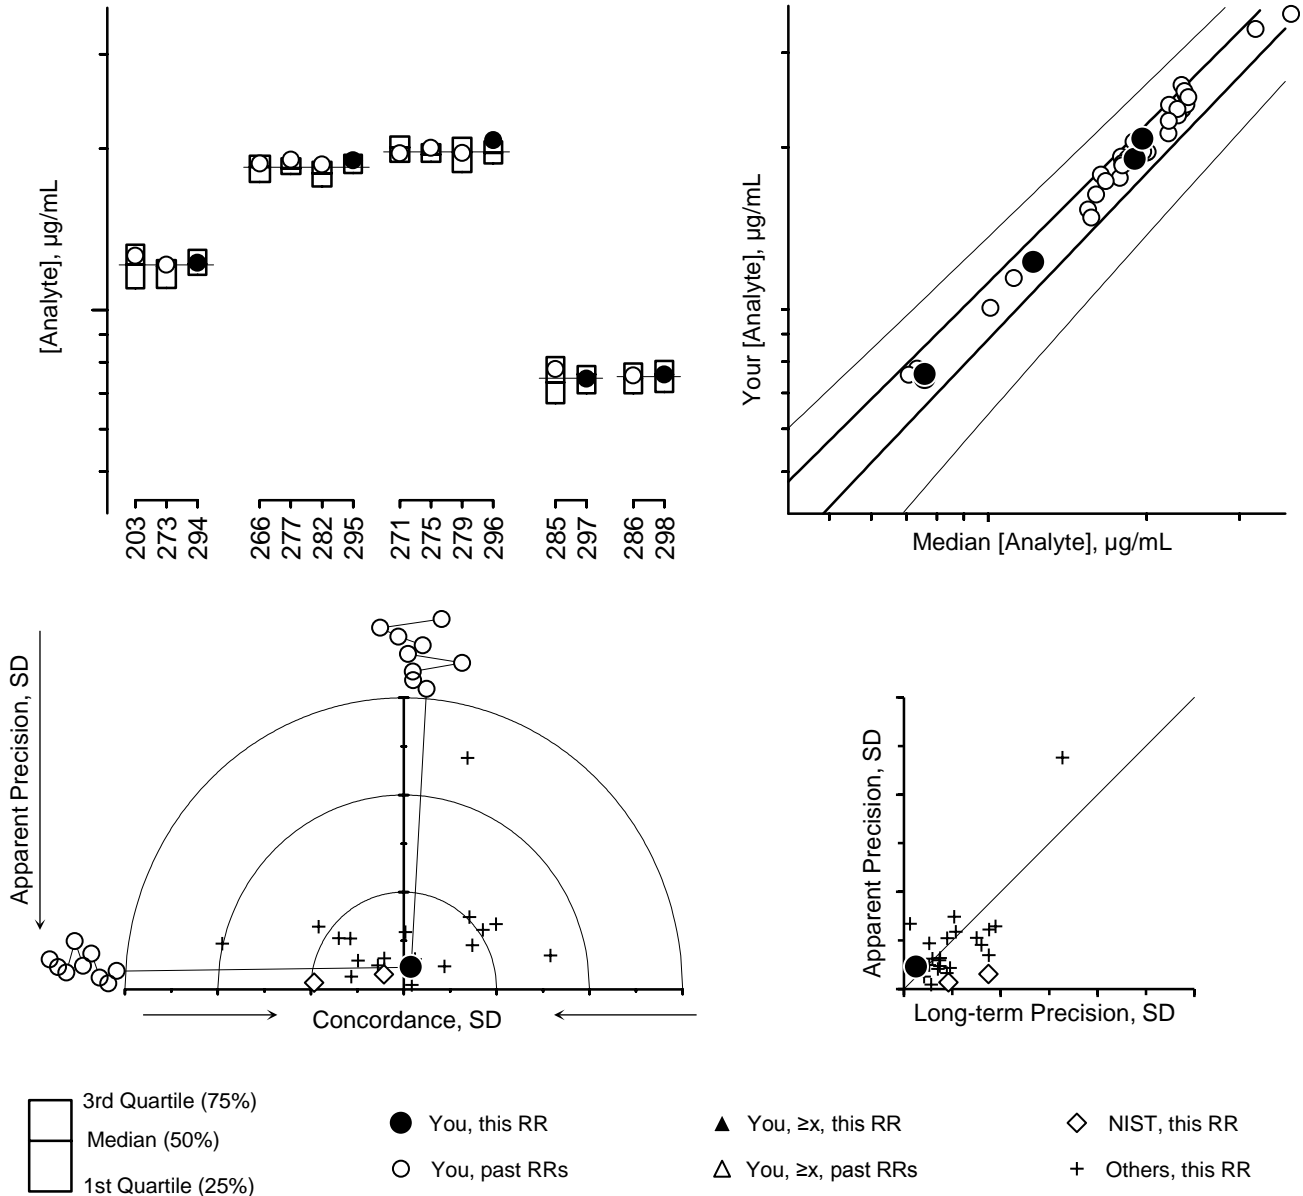 [Analyte], µg/mL
203
273
294
266
277
282
295
271
275
279
296
285
297
286
298
Your [Analyte], µg/mL
Median [Analyte], µg/mL
Apparent Precision, SD
Concordance, SD
Apparent Precision, SD
Long-term Precision, SD
3rd Quartile (75%)
Median (50%)
1st Quartile (25%)
You, this RR
You, past RRs
You, ≥x, this RR
You, ≥x, past RRs
NIST, this RR
Others, this RR